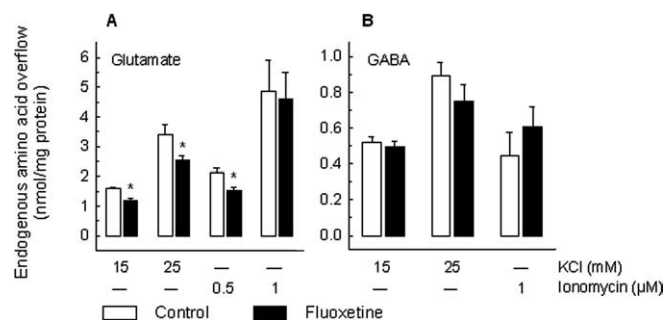 A
B
Endogenous amino acid overflow
(nmol/mg protein)
Glutamate
GABA
6
5
4
3
2
1
0
* * *
1.0
0.8
0.6
0.4
0.2
0.0
15 25 — — 15 25 — KCl (mM)
— — 0.5 1 — — 1 Ionomycin (µM)
Control Fluoxetine